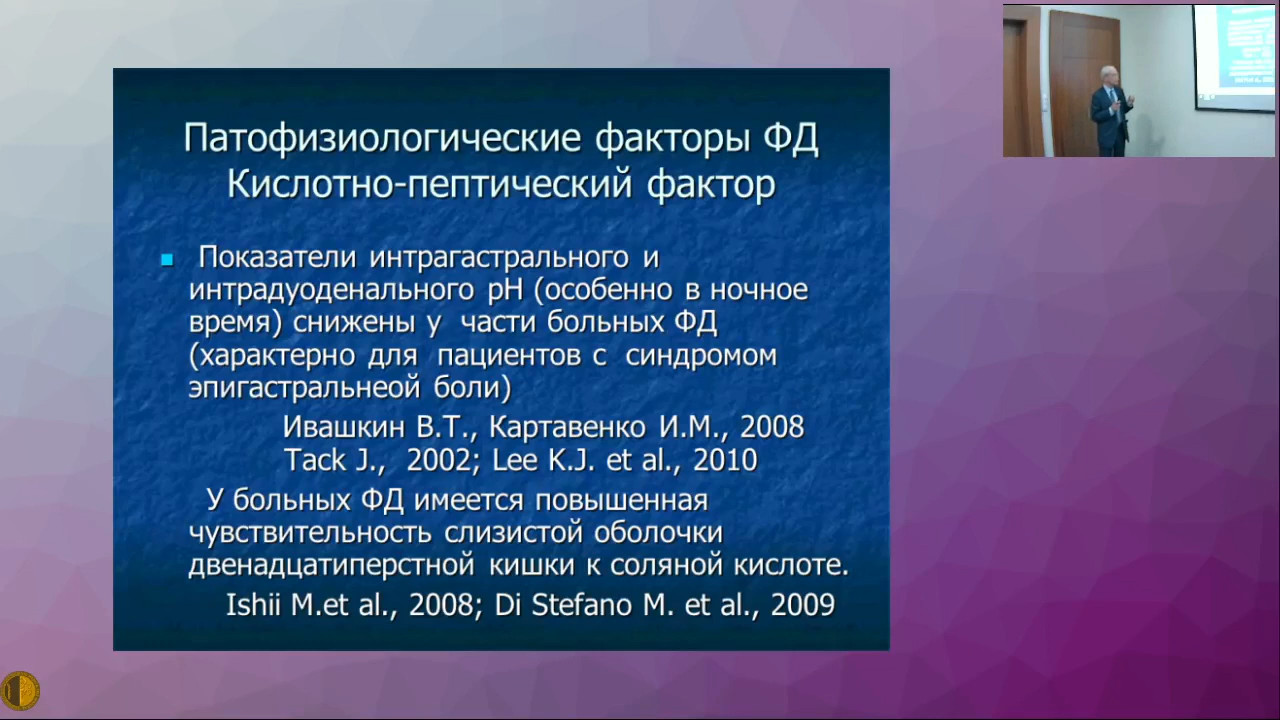 Патофизиологические факторы ФД
Кислотно-пептический фактор
Показатели интрагастрального и
интрадуоденального рН (особенно в ночное
время) снижены у части больных ФД
(характерно для пациентов с синдромом
эпигастральнеой боли)
Ивашкин В.Т., Картавенко И.М., 2008
Tack J., 2002; Lee K.J. et al., 2010
У больных ФД имеется повышенная
чувствительность слизистой оболочки
двенадцатиперстной кишки к соляной кислоте.
Ishii M.et al., 2008; Di Stefano M. et al., 2009